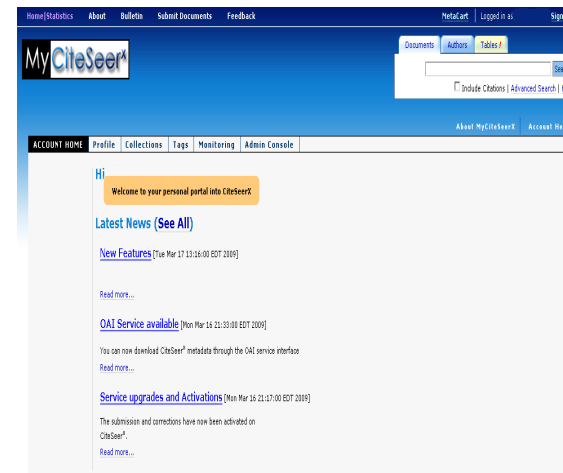 Home|Statistics About Bulletin Submit Documents Feedback MetaCart Logged in as
MyCiteSeerX
Documents Authors Tables
Include Citations | Advanced Search |
About MyCiteSeerX Account
ACCOUNT HOME Profile Collections Tags Monitoring Admin Console
Hi
Welcome to your personal portal into CiteSeerX
Latest News (See All)
New Features [Tue Mar 17 13:16:00 EDT 2009]
Read more...
OAI Service available [Mon Mar 16 21:33:00 EDT 2009]
You can now download CiteSeerX metadata through the OAI service interface
Read more...
Service upgrades and Activations [Mon Mar 16 21:17:00 EDT 2009]
The submission and corrections have now been activated on
CiteSeerX.
Read more...